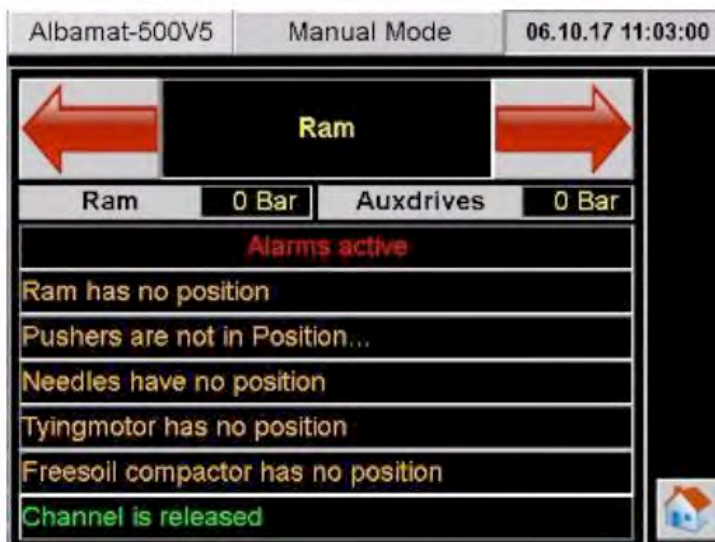 Albamat-500V5 Manual Mode 06.10.17 11:03:00
Ram
Ram 0 Bar Auxdrives 0 Bar
Alarms active
Ram has no position
Pushers are not in Position...
Needles have no position
Tyingmotor has no position
Freesoil compactor has no position
Channel is released